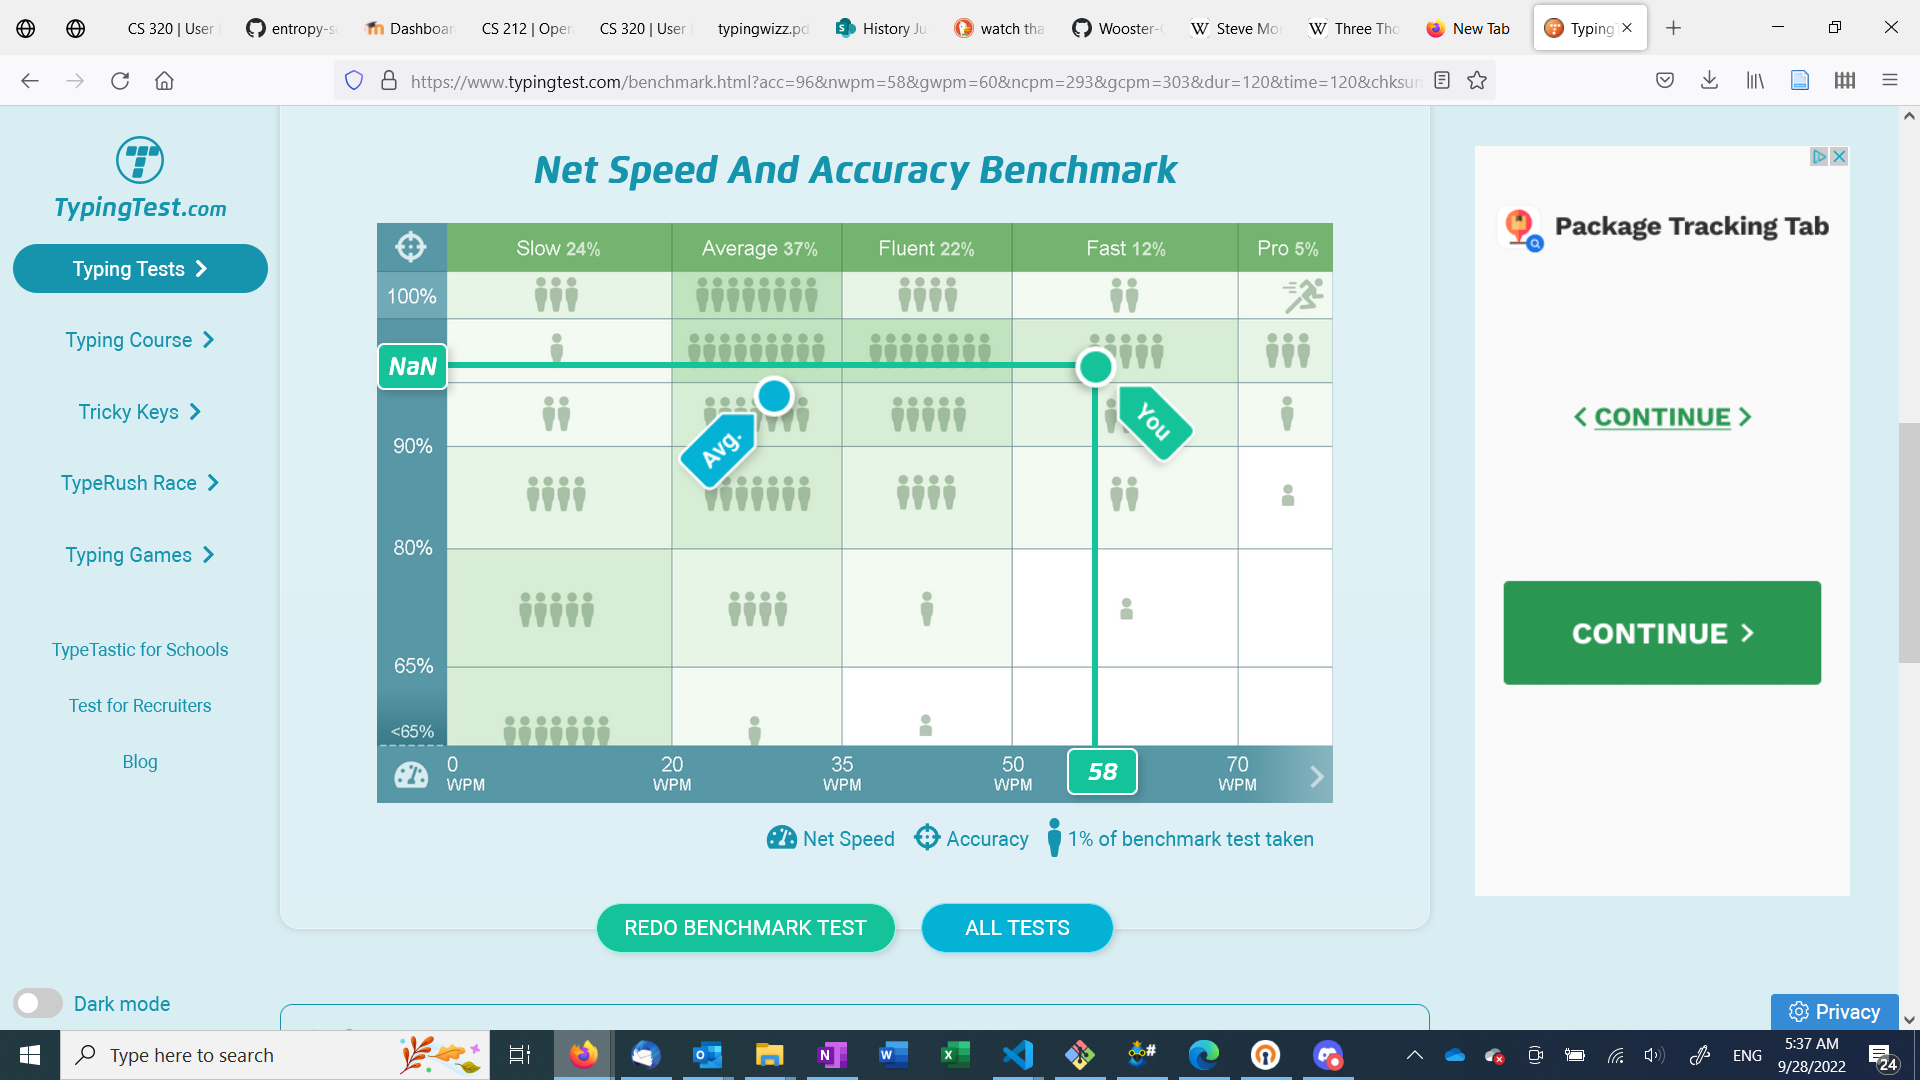 CS 320 | User
entropy-s
Dashboar
CS 212 | Oper
CS 320 | User
typingwizz.pd
History Ju
watch tha
Wooster-
Steve Mo
Three Tho
New Tab
Typing
https://www.typingtest.com/benchmark.html?acc=96&nwpm=58&gwpm=60&ncpm=293&gcpm=303&dur=120&time=120&chksum
TypingTest.com
Typing Tests
Typing Course
Tricky Keys
TypeRush Race
Typing Games
TypeTastic for Schools
Test for Recruiters
Blog
Dark mode
Net Speed And Accuracy Benchmark
Slow 24%
Average 37%
Fluent 22%
Fast 12%
Pro 5%
100%
NaN
90%
80%
65%
<65%
Avg.
You
0 WPM
20 WPM
35 WPM
50 WPM
58
70 WPM
Net Speed
Accuracy
1% of benchmark test taken
REDO BENCHMARK TEST
ALL TESTS
Package Tracking Tab
< CONTINUE >
CONTINUE >
Privacy
Type here to search
ENG
5:37 AM
9/28/2022
24